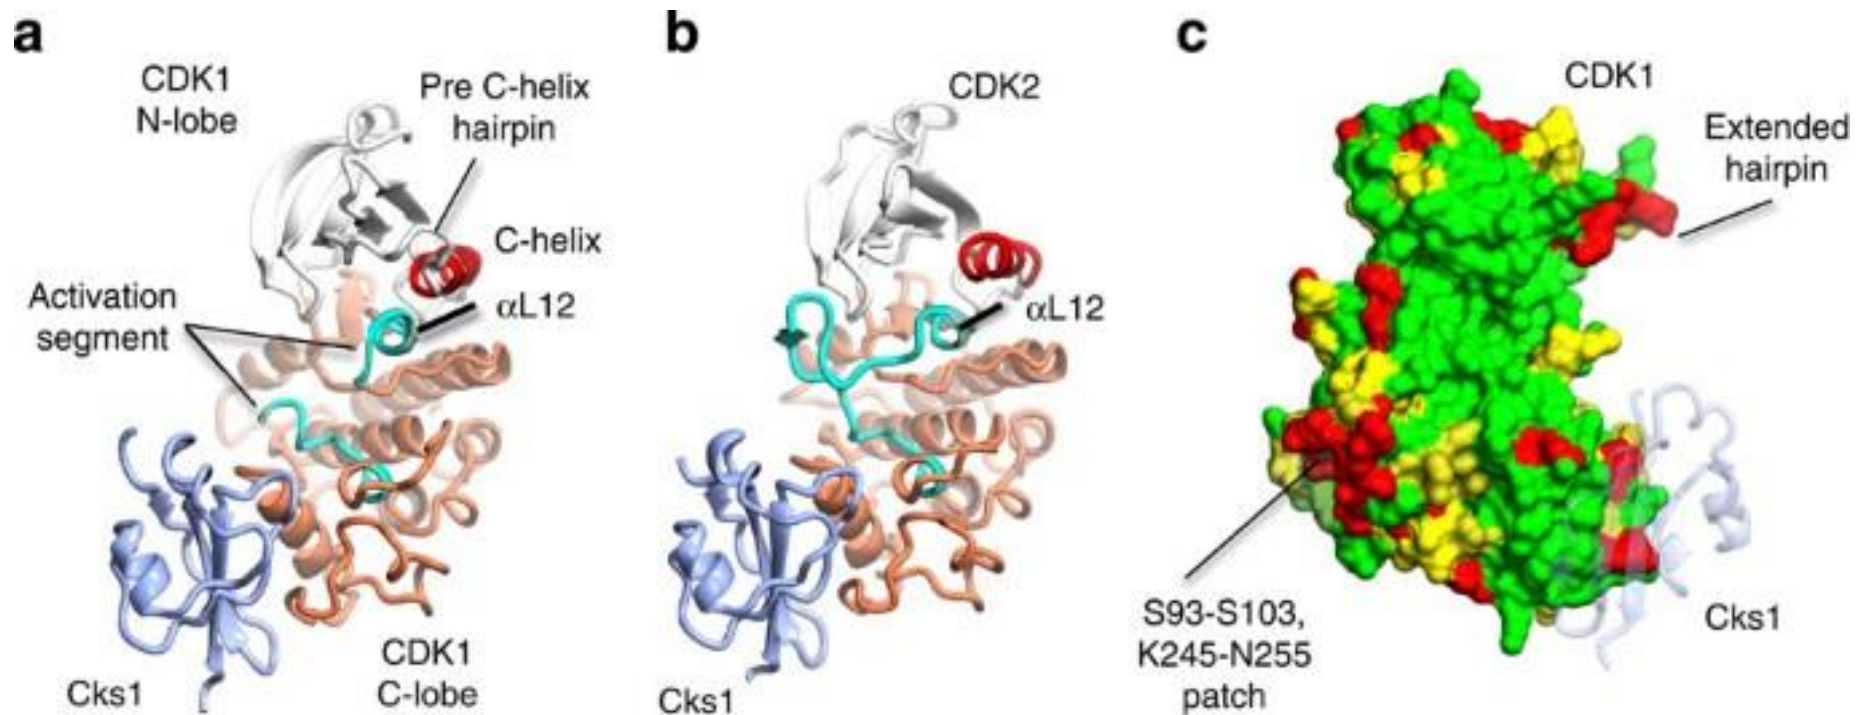 a
CDK1
N-lobe
Pre C-helix
hairpin
C-helix
Activation
segment
αL12
Cks1
CDK1
C-lobe
b
CDK2
αL12
Cks1
c
CDK1
Extended
hairpin
S93-S103,
K245-N255
patch
Cks1